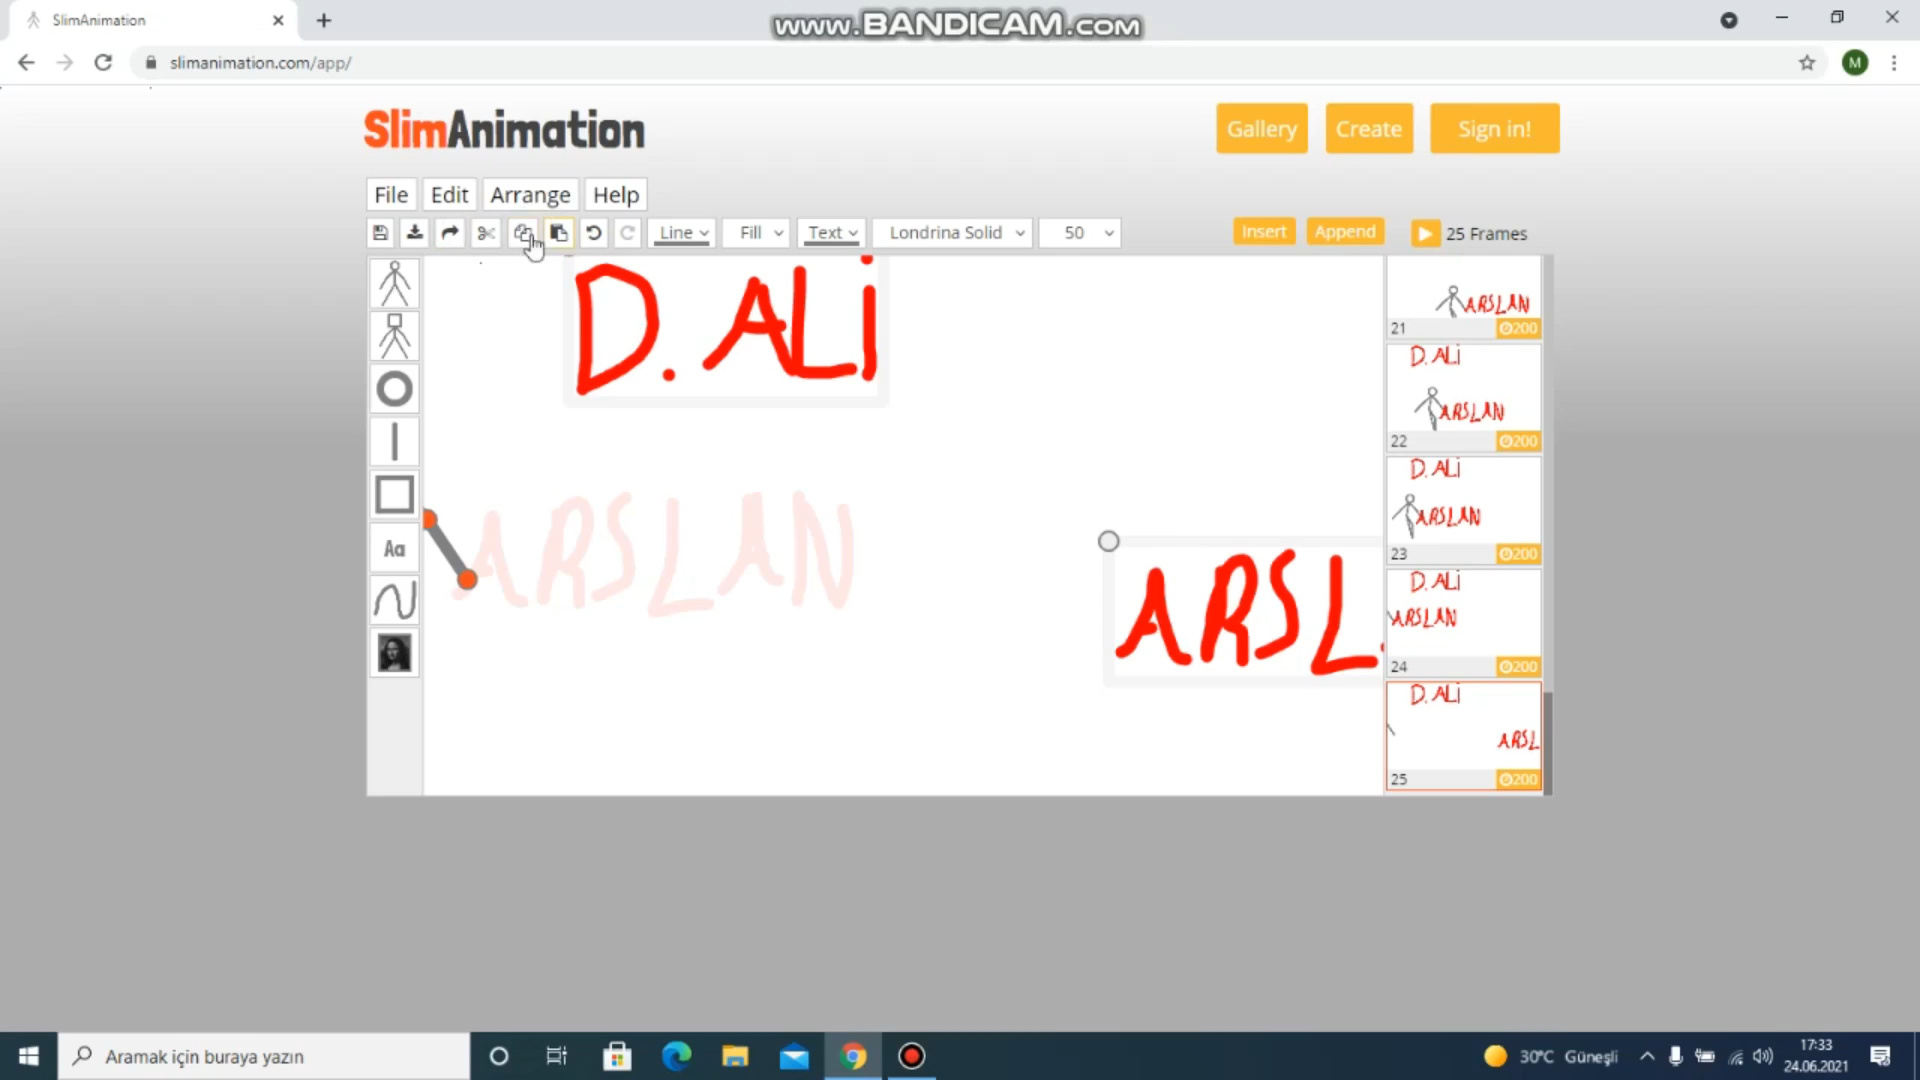 SlimAnimation
www.BANDICAM.com
slimanimation.com/app/
M
SlimAnimation
Gallery
Create
Sign in!
File
Edit
Arrange
Help
Line
Fill
Text
Londrina Solid
50
Insert
Append
25 Frames
D. ALi
ARSLAN
ARSL
Aa
ARSLAN
21
200
D. ALi
ARSLAN
22
200
D. ALi
ARSLAN
23
200
D. ALi
ARSLAN
24
200
D. ALi
ARSL
25
200
Aramak için buraya yazın
30°C Güneşli
17:33
24.06.2021